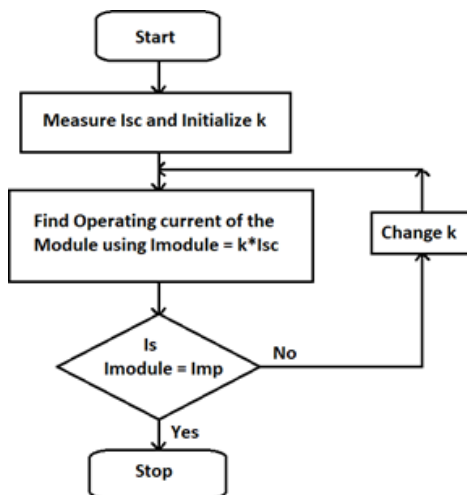 Start
Measure Isc and Initialize k
Find Operating current of the
Module using Imodule = k*Isc
Change k
Is
Imodule = Imp
No
Yes
Stop